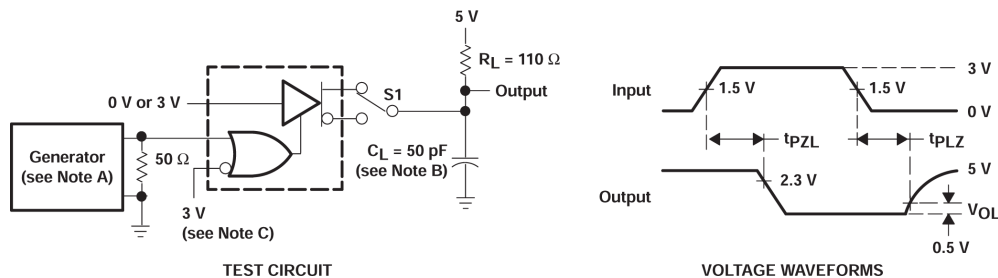 5 V
RL = 110 Ω
S1
Output
0 V or 3 V
Generator
(see Note A)
50 Ω
CL = 50 pF
(see Note B)
3 V
(see Note C)
TEST CIRCUIT
Input
1.5 V
1.5 V
3 V
0 V
tPZL
tPLZ
Output
2.3 V
5 V
VOL
0.5 V
VOLTAGE WAVEFORMS